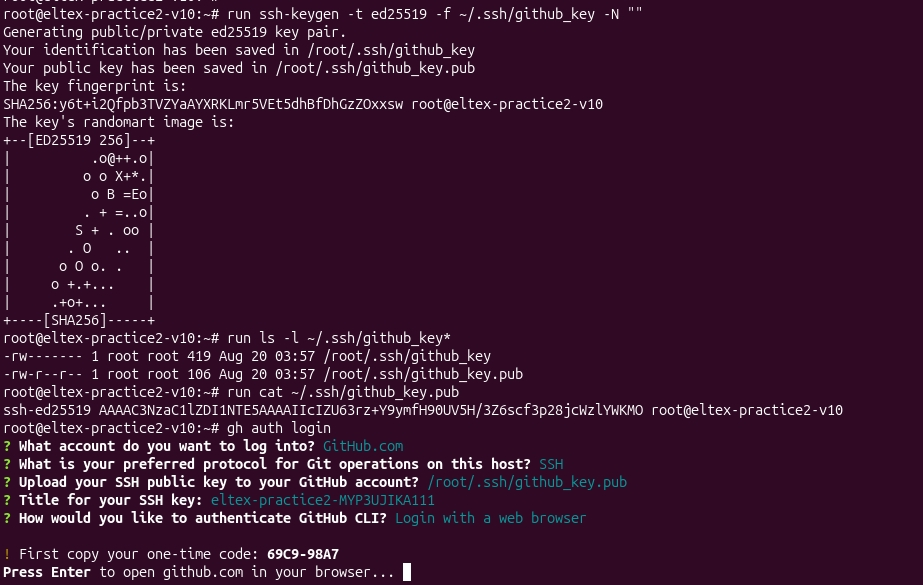 root@eltex-practice2-v10:~# run ssh-keygen -t ed25519 -f ~/.ssh/github_key -N ""
Generating public/private ed25519 key pair.
Your identification has been saved in /root/.ssh/github_key
Your public key has been saved in /root/.ssh/github_key.pub
The key fingerprint is:
SHA256:y6t+i2Qfpb3TVZYaAYXRKLmr5VEt5dhBfDhGzZOxxsw root@eltex-practice2-v10
The key's randomart image is:
+--[ED25519 256]--+
|          .o@++.o|
|         o o X+*.|
|          o B =Eo|
|         . + =..o|
|        S + . oo |
|       . O   ..  |
|      o O o. .   |
|     o +.+...    |
|     .+o+...     |
+----[SHA256]-----+
root@eltex-practice2-v10:~# run ls -l ~/.ssh/github_key*
-rw------- 1 root root 419 Aug 20 03:57 /root/.ssh/github_key
-rw-r--r-- 1 root root 106 Aug 20 03:57 /root/.ssh/github_key.pub
root@eltex-practice2-v10:~# run cat ~/.ssh/github_key.pub
ssh-ed25519 AAAAC3NzaC1lZDI1NTE5AAAAIIcIZU63rz+Y9ymfH90UV5H/3Z6scf3p28jcWzlYWKMO root@eltex-practice2-v10
root@eltex-practice2-v10:~# gh auth login
? What account do you want to log into? GitHub.com
? What is your preferred protocol for Git operations on this host? SSH
? Upload your SSH public key to your GitHub account? /root/.ssh/github_key.pub
? Title for your SSH key: eltex-practice2-MYP3UJIKA111
? How would you like to authenticate GitHub CLI? Login with a web browser
! First copy your one-time code: 69C9-98A7
Press Enter to open github.com in your browser...